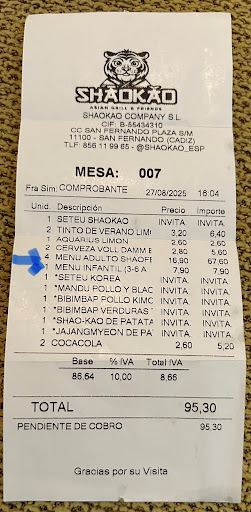 SHAOKAO
ASIAN GRILL & FRIENDS
SHAOKAO COMPANY S.L.
CIF: B-55434310
CC SAN FERNANDO PLAZA S/M
11100 - SAN FERNANDO (CADIZ)
TLF: 856 11 99 65 - @SHAOKAO_ESP
MESA: 007
Fra Sim: COMPROBANTE 27/08/2025 16:04
Unid. Descripción Precio Importe
1 SETEU SHAOKAO INVITA. INVITA.
2 TINTO DE VERANO LIMI 3,20 6,40
1 AQUARIUS LIMON 2,60 2,60
2 CERVEZA VOLL DAMM E 2,80 5,60
4 MENU ADULTO SHAOFE 16,90 67,60
1 MENU INFANTIL (3-6 A 7,90 7,90
1 *SETEU KOREA INVITA. INVITA.
1 *MANDU POLLO Y BLAC INVITA. INVITA.
1 *BIBIMBAP POLLO KIMC INVITA. INVITA.
1 *BIBIMBAP VERDURAS INVITA. INVITA.
1 *SHAO-KAO DE PATATA INVITA. INVITA.
1 *JAJANGMYEON DE PA INVITA. INVITA.
2 COCACOLA 2,60 5,20
Base % IVA Total IVA
86,64 10,00 8,66
TOTAL 95,30
PENDIENTE DE COBRO 95,30
Gracias por su Visita